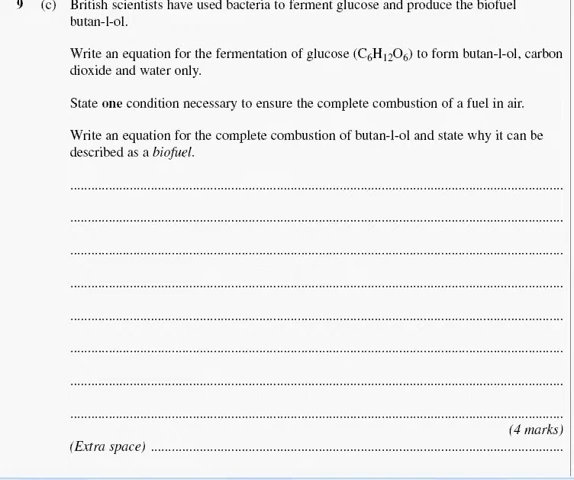 9 (c) British scientists have used bacteria to ferment glucose and produce the biofuel
butan-l-ol.
Write an equation for the fermentation of glucose (C₆H₁₂O₆) to form butan-l-ol, carbon
dioxide and water only.
State one condition necessary to ensure the complete combustion of a fuel in air.
Write an equation for the complete combustion of butan-l-ol and state why it can be
described as a biofuel.
(4 marks)
(Extra space)